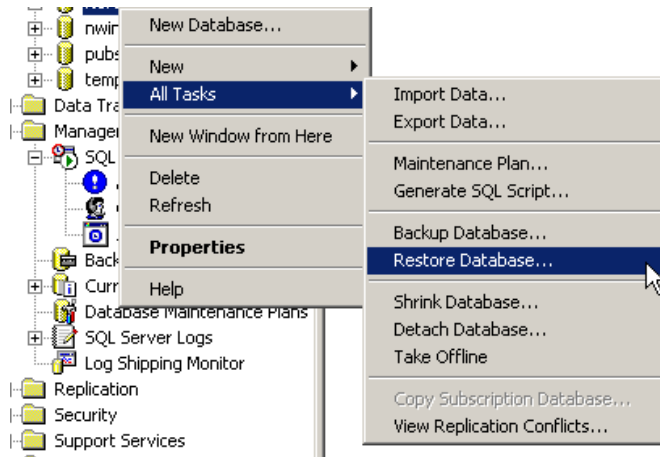 nwin
pubs
temp
Data Tra
Manager
SQL
Back
Curr
Database Maintenance Plans
SQL Server Logs
Log Shipping Monitor
Replication
Security
Support Services
New Database...
New
All Tasks
New Window from Here
Delete
Refresh
Properties
Help
Import Data...
Export Data...
Maintenance Plan...
Generate SQL Script...
Backup Database...
Restore Database...
Shrink Database...
Detach Database...
Take Offline
Copy Subscription Database...
View Replication Conflicts...